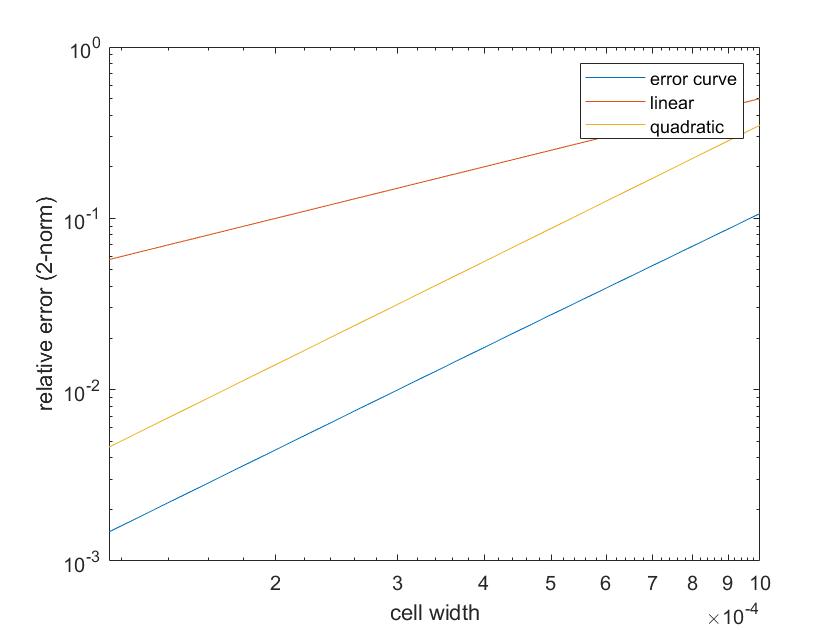 10^0
10^-1
10^-2
10^-3
relative error (2-norm)
error curve
linear
quadratic
2 3 4 5 6 7 8 9 10
cell width
×10^-4